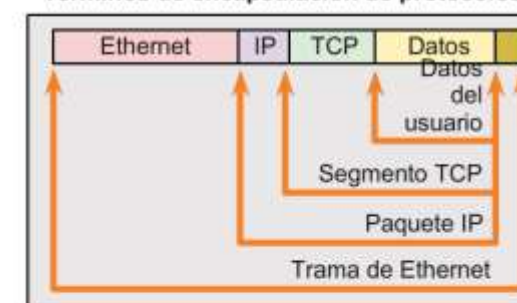 Ethernet IP TCP Datos
Datos
del
usuario
Segmento TCP
Paquete IP
Trama de Ethernet